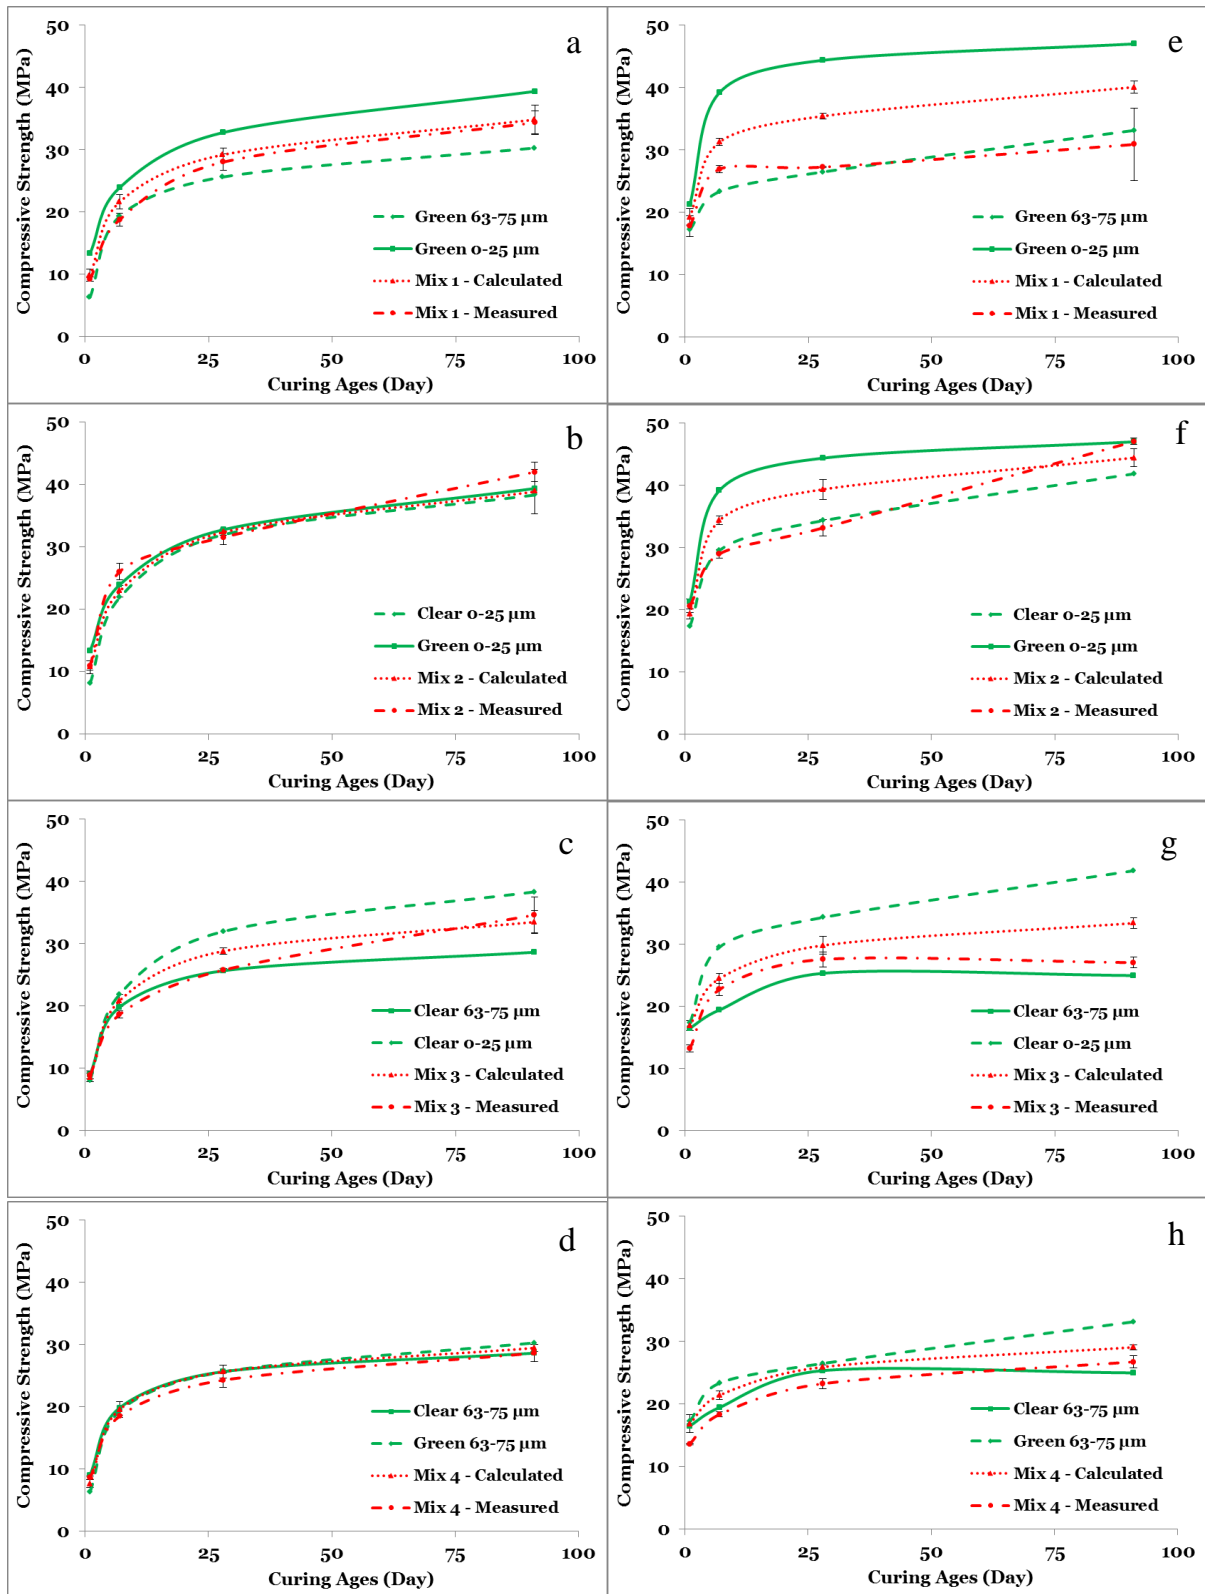 a
Compressive Strength (MPa)
50
40
30
20
10
0
Green 63-75 µm
Green 0-25 µm
Mix 1 - Calculated
Mix 1 - Measured
0 25 50 75 100
Curing Ages (Day)
e
Compressive Strength (MPa)
50
40
30
20
10
0
Green 63-75 µm
Green 0-25 µm
Mix 1 - Calculated
Mix 1 - Measured
0 25 50 75 100
Curing Ages (Day)
b
Compressive Strength (MPa)
50
40
30
20
10
0
Clear 0-25 µm
Green 0-25 µm
Mix 2 - Calculated
Mix 2 - Measured
0 25 50 75 100
Curing Ages (Day)
f
Compressive Strength (MPa)
50
40
30
20
10
0
Clear 0-25 µm
Green 0-25 µm
Mix 2 - Calculated
Mix 2 - Measured
0 25 50 75 100
Curing Ages (Day)
c
Compressive Strength (MPa)
50
40
30
20
10
0
Clear 63-75 µm
Clear 0-25 µm
Mix 3 - Calculated
Mix 3 - Measured
0 25 50 75 100
Curing Ages (Day)
g
Compressive Strength (MPa)
50
40
30
20
10
0
Clear 63-75 µm
Clear 0-25 µm
Mix 3 - Calculated
Mix 3 - Measured
0 25 50 75 100
Curing Ages (Day)
d
Compressive Strength (MPa)
50
40
30
20
10
0
Clear 63-75 µm
Green 63-75 µm
Mix 4 - Calculated
Mix 4 - Measured
0 25 50 75 100
Curing Ages (Day)
h
Compressive Strength (MPa)
50
40
30
20
10
0
Clear 63-75 µm
Green 63-75 µm
Mix 4 - Calculated
Mix 4 - Measured
0 25 50 75 100
Curing Ages (Day)